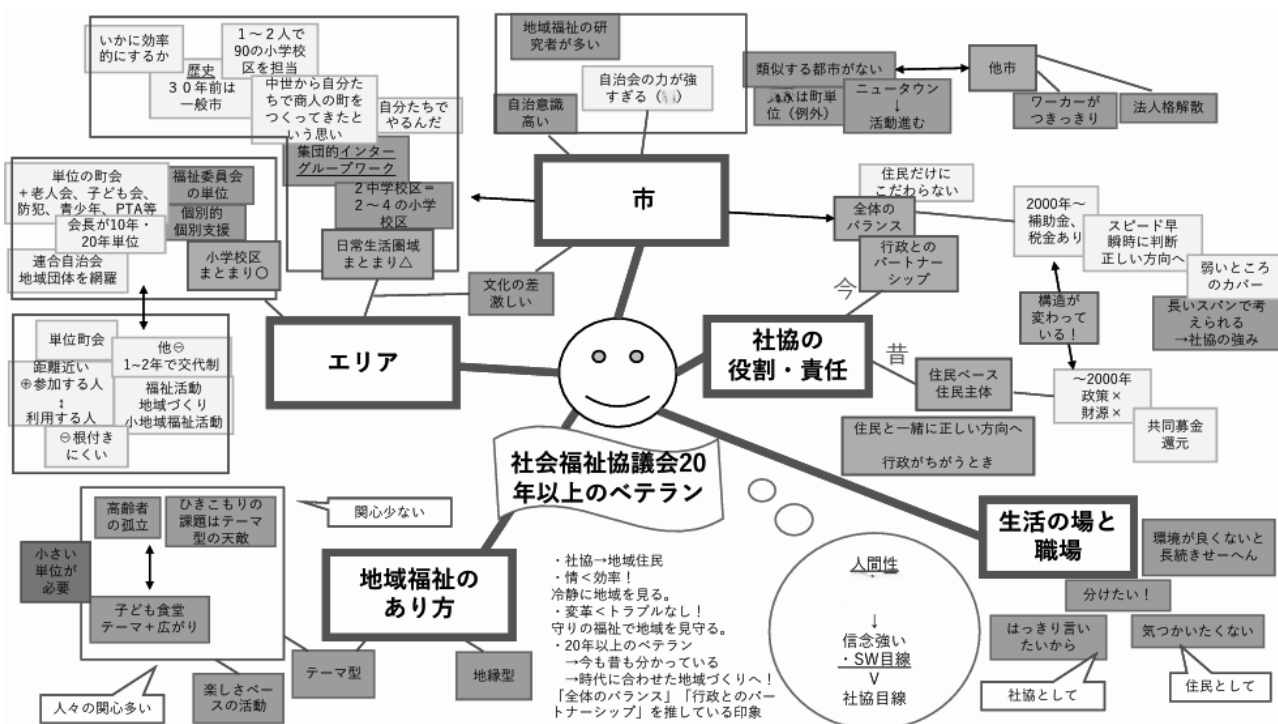 いかに効率
的にするか
歴史
３０年前は
一般市
１～２人で
90の小学校
区を担当
中世から自分た
ちで商人の町を
つくってきたと
いう思い
自分たちで
やるんだ
集団的インター
グループワーク
２中学校区＝
２～４の小学
校区
日常生活圏域
まとまり△
地域福祉の研
究者が多い
自治会の力が強
すぎる（
自治意識
高い
類似する都市がない
他市
は町単
位（例外）
ニュータウン
↓
活動進む
ワーカーが
つきっきり
法人格解散
単位の町会
＋老人会、子ども会、
防犯、青少年、PTA等
会長が10年・
20年単位
連合自治会
地域団体を網羅
福祉委員会
の単位
個別的
個別支援
小学校区
まとまり〇
市
文化の差
激しい
住民だけに
こだわらない
全体の
バランス
行政との
パートナー
シップ
今
2000年～
補助金、
税金あり
スピード早
瞬時に判断
正しい方向へ
弱いところ
のカバー
長いスパンで考
えられる
→社協の強み
構造が
変わって
いる！
単位町会
他⊖
1~2年で交代制
距離近い
⊕参加する人
↕
利用する人
福祉活動
地域づくり
小地域福祉活動
⊖根付き
にくい
エリア
社協の
役割・責任
昔
住民ベース
住民主体
～2000年
政策×
財源×
共同募金
還元
住民と一緒に正しい方向へ
行政がちがうとき
社会福祉協議会20
年以上のベテラン
高齢者
の孤立
ひきこもりの
課題はテーマ
型の天敵
関心少ない
小さい
単位が
必要
子ども食堂
テーマ＋広がり
人々の関心多い
楽しさベー
スの活動
地域福祉の
あり方
テーマ型
地縁型
・社協→地域住民
・情＜効率！
冷静に地域を見る。
・変革＜トラブルなし！
守りの福祉で地域を見守る。
・20年以上のベテラン
→今も昔も分かっている
→時代に合わせた地域づくりへ！
「全体のバランス」「行政とのパー
トナーシップ」を推している印象
人間性
↓
信念強い
・SW目線
∨
社協目線
生活の場と
職場
環境が良くないと
長続きせーへん
分けたい！
はっきり言い
たいから
気つかいたくない
社協として
住民として